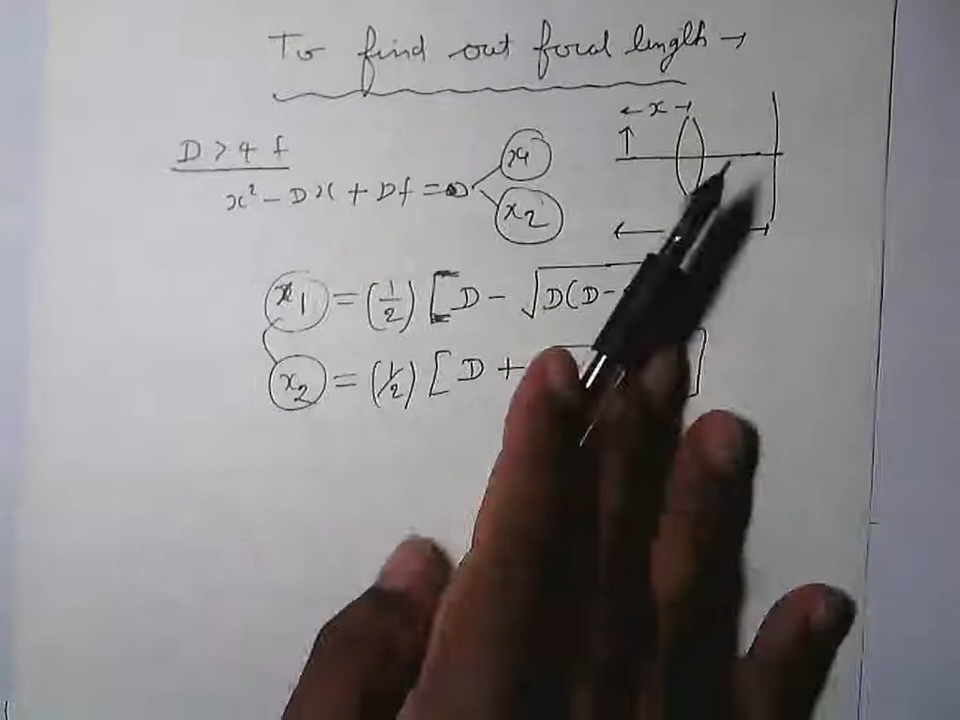 To find out focal length →
← x →
D > 4 f
x² - Dx + Df = 0
x₁
x₂
x₁ = (1/2) [D - √D(D-
x₂ = (1/2) [D + ]